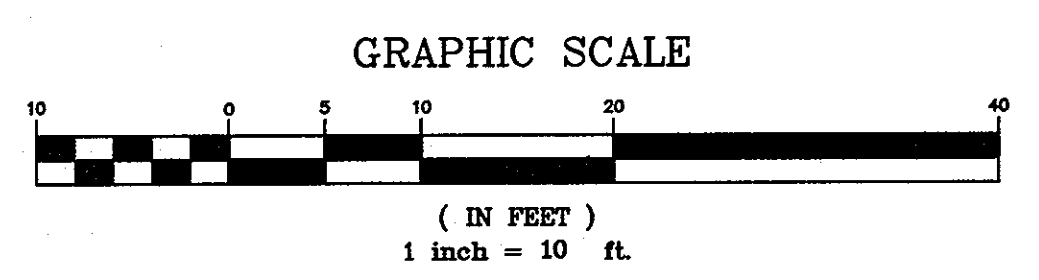 GRAPHIC SCALE
10 0 5 10 20 40
( IN FEET )
1 inch = 10 ft.